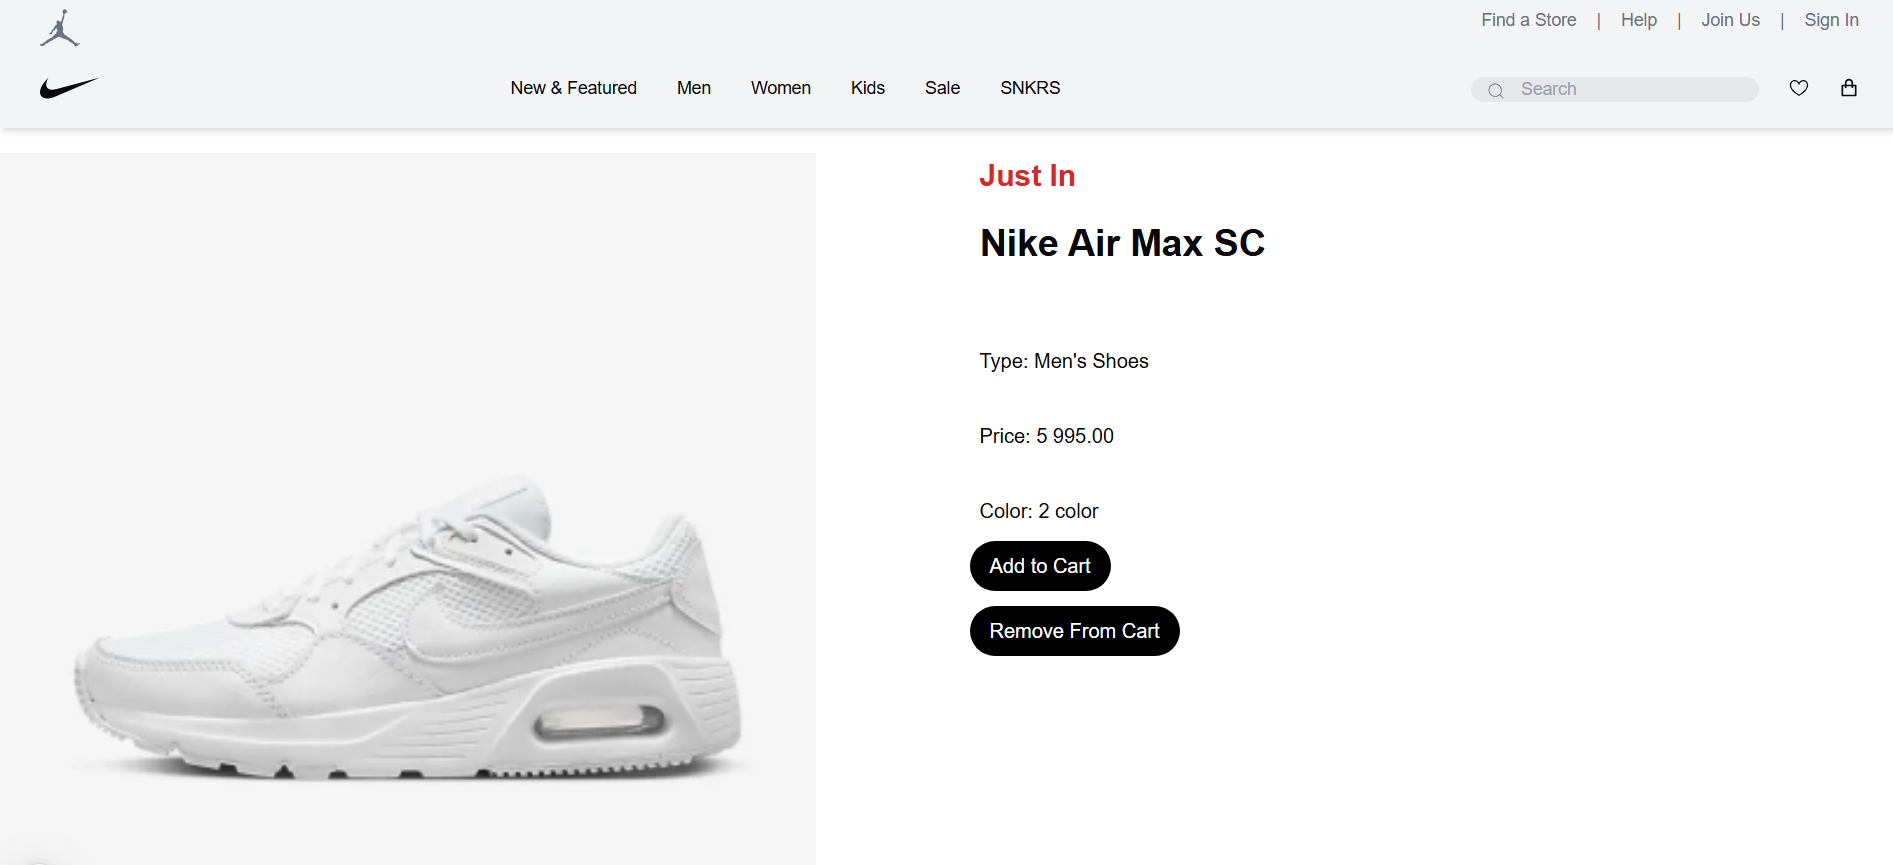 Find a Store | Help | Join Us | Sign In
New & Featured Men Women Kids Sale SNKRS Search
Just In
Nike Air Max SC
Type: Men's Shoes
Price: 5 995.00
Color: 2 color
Add to Cart
Remove From Cart